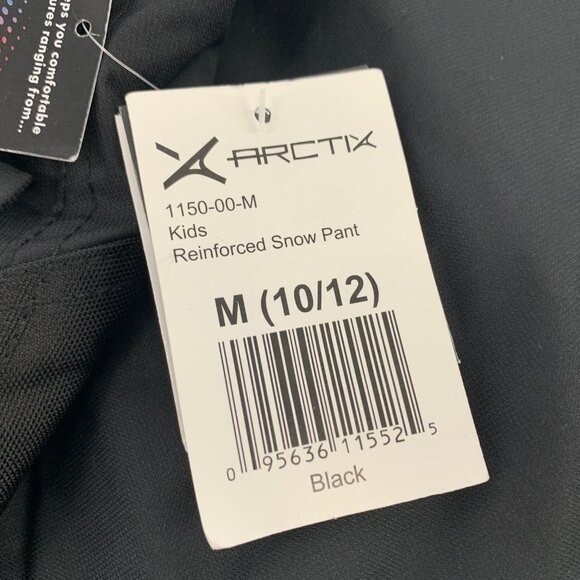 ps you comfortable
ures ranging
from...
ARCTIX
1150-00-M
Kids
Reinforced Snow Pant
M (10/12)
0 95636 11552 5
Black